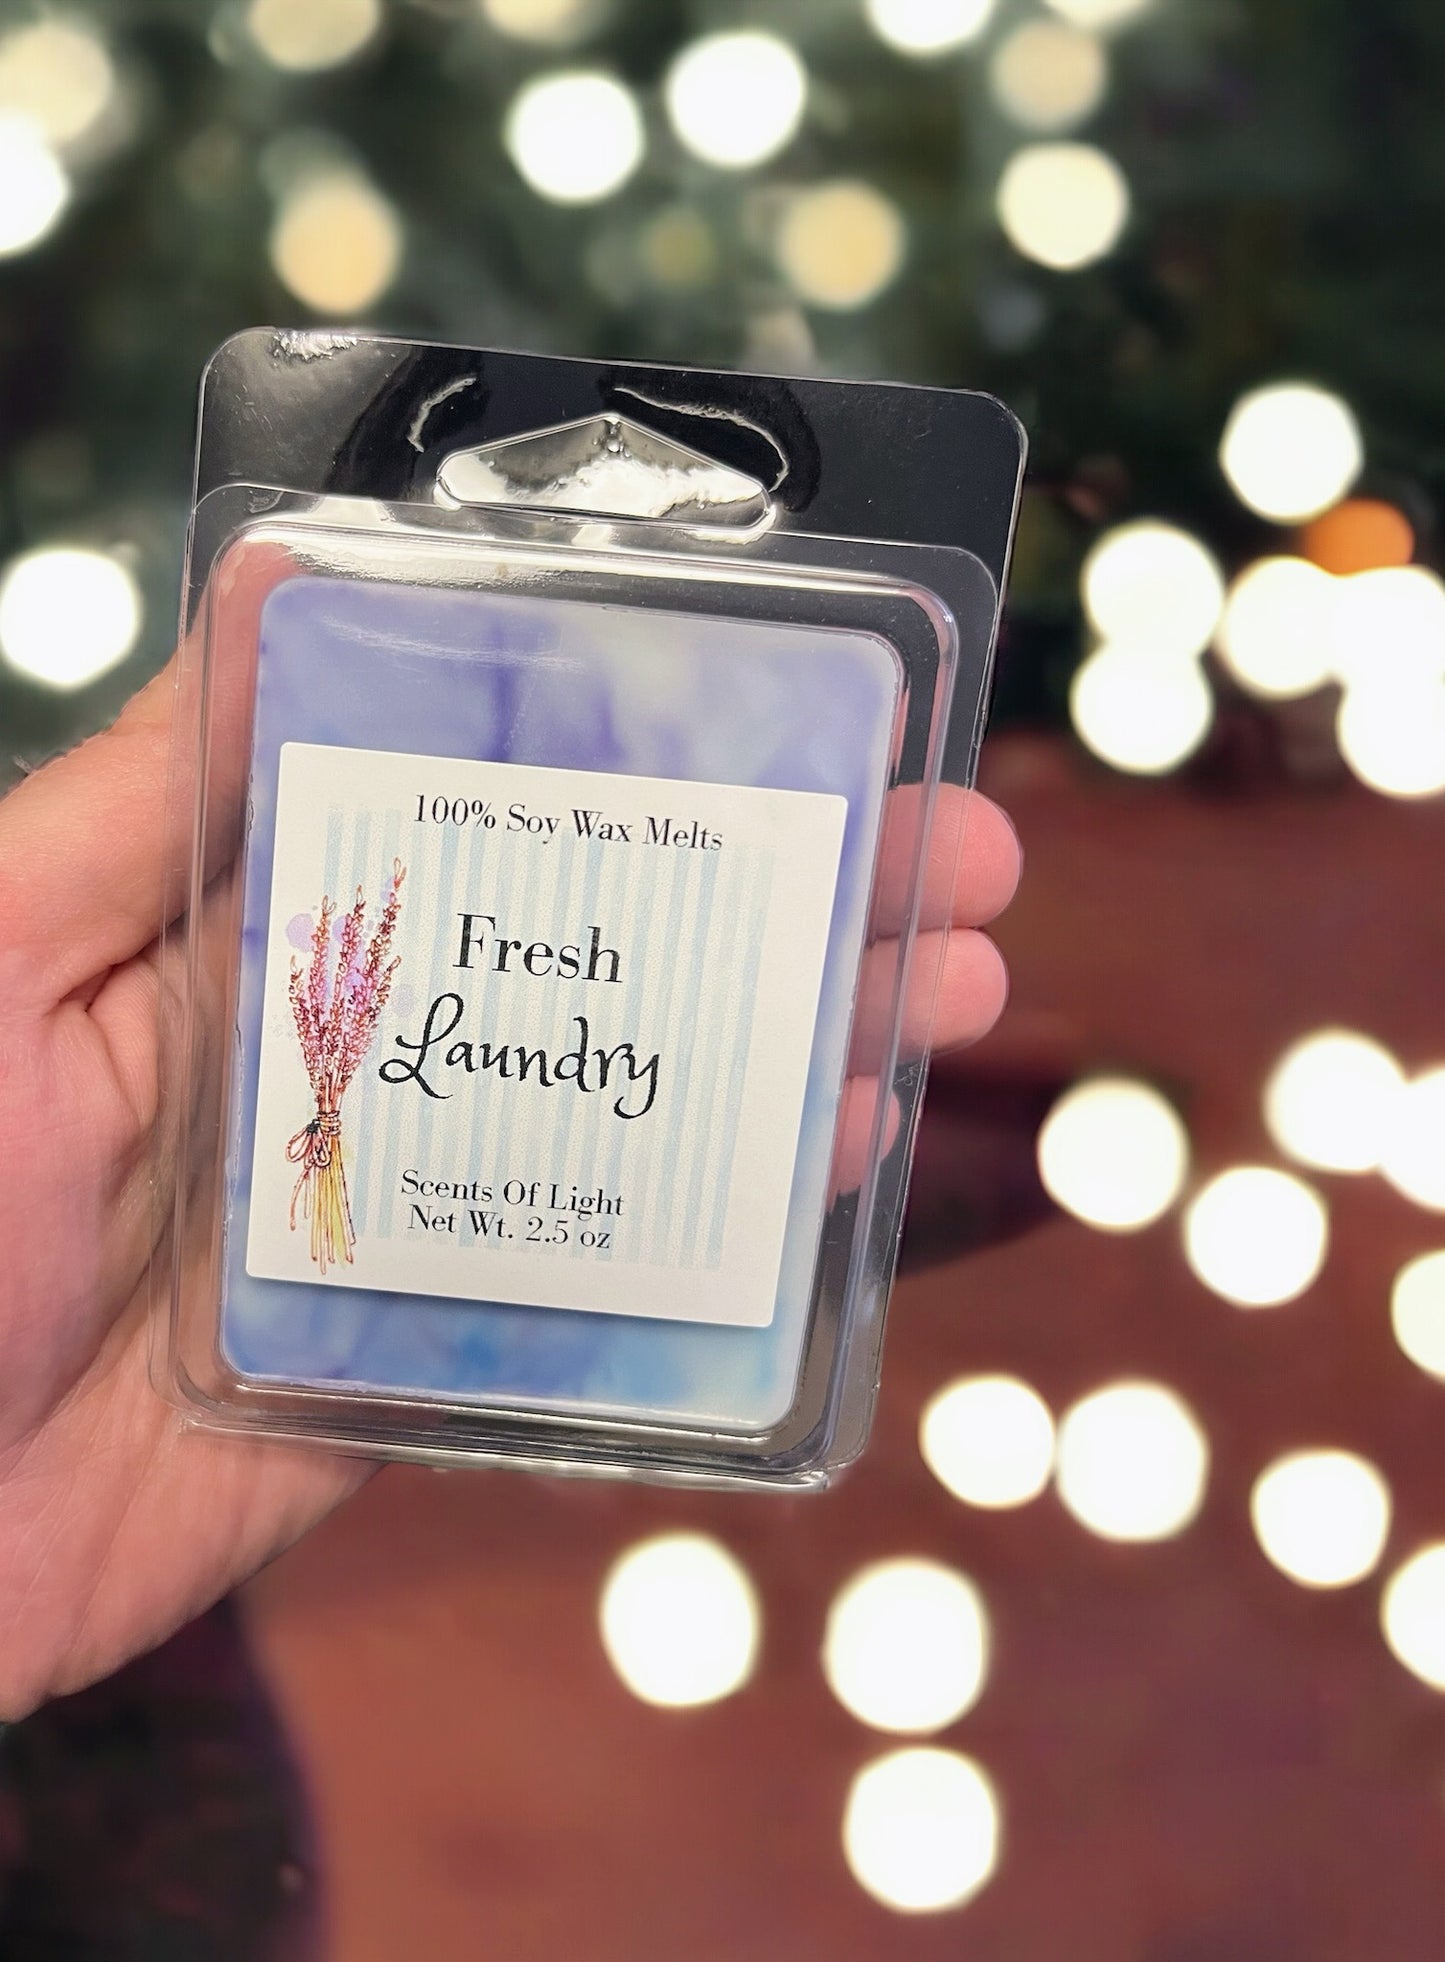 100% Soy Wax Melts
Fresh
Laundry
Scents Of Light
Net Wt. 2.5 oz